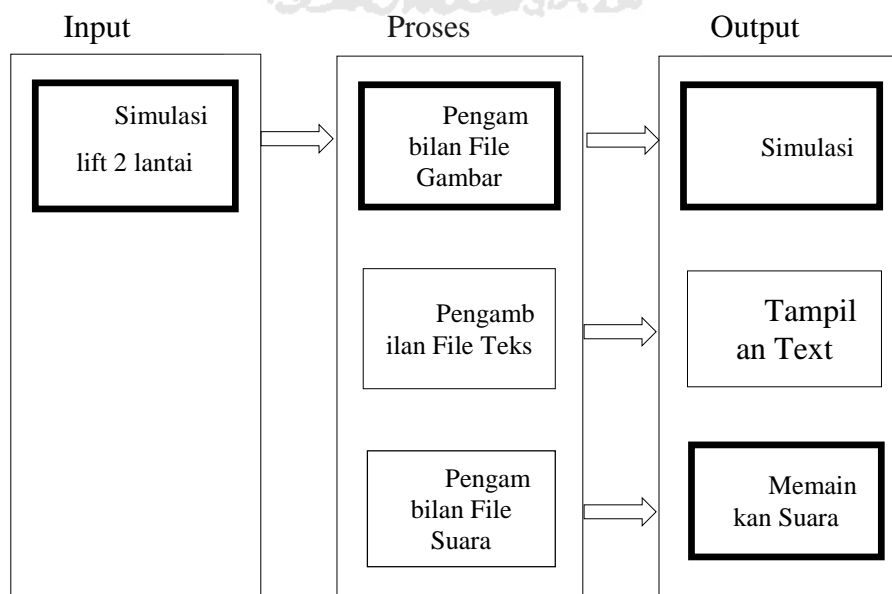 Input
Proses
Output
Simulasi
lift 2 lantai
Pengam
bilan File
Gambar
Simulasi
Pengamb
ilan File Teks
Tampil
an Text
Pengam
bilan File
Suara
Memain
kan Suara